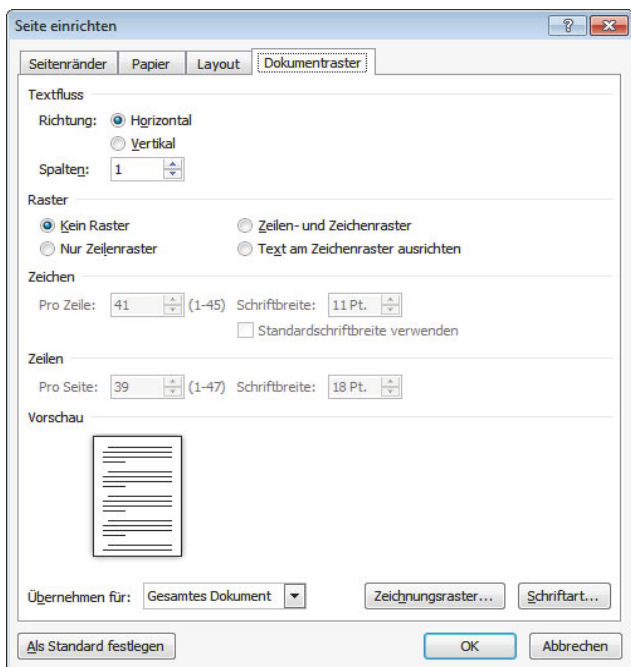 Seite einrichten
Seitenränder Papier Layout Dokumentraster
Textfluss
Richtung: Horizontal
Vertikal
Spalten: 1
Raster
Kein Raster Zeilen- und Zeichenraster
Nur Zeilenraster Text am Zeichenraster ausrichten
Zeichen
Pro Zeile: 41 (1-45) Schriftbreite: 11 Pt.
Standardschriftbreite verwenden
Zeilen
Pro Seite: 39 (1-47) Schriftbreite: 18 Pt.
Vorschau
Übernehmen für: Gesamtes Dokument Zeichnungsraster... Schriftart...
Als Standard festlegen OK Abbrechen